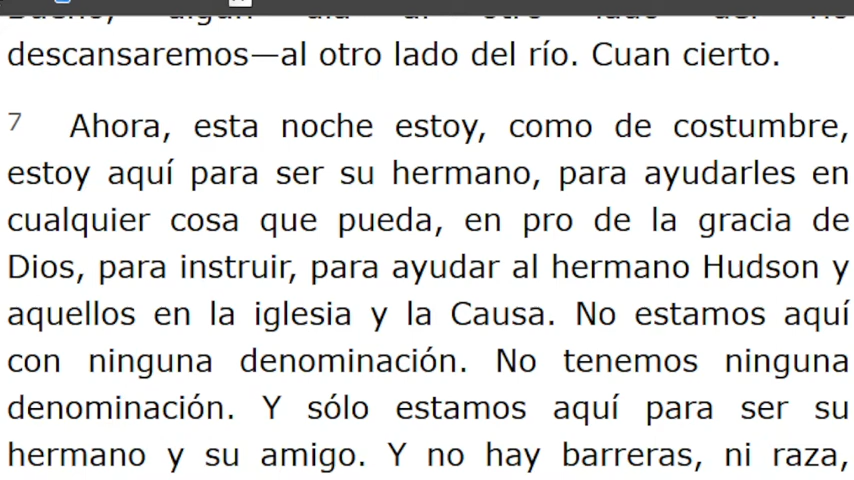 descansaremos—al otro lado del río. Cuan cierto.
7 Ahora, esta noche estoy, como de costumbre,
estoy aquí para ser su hermano, para ayudarles en
cualquier cosa que pueda, en pro de la gracia de
Dios, para instruir, para ayudar al hermano Hudson y
aquellos en la iglesia y la Causa. No estamos aquí
con ninguna denominación. No tenemos ninguna
denominación. Y sólo estamos aquí para ser su
hermano y su amigo. Y no hay barreras, ni raza,